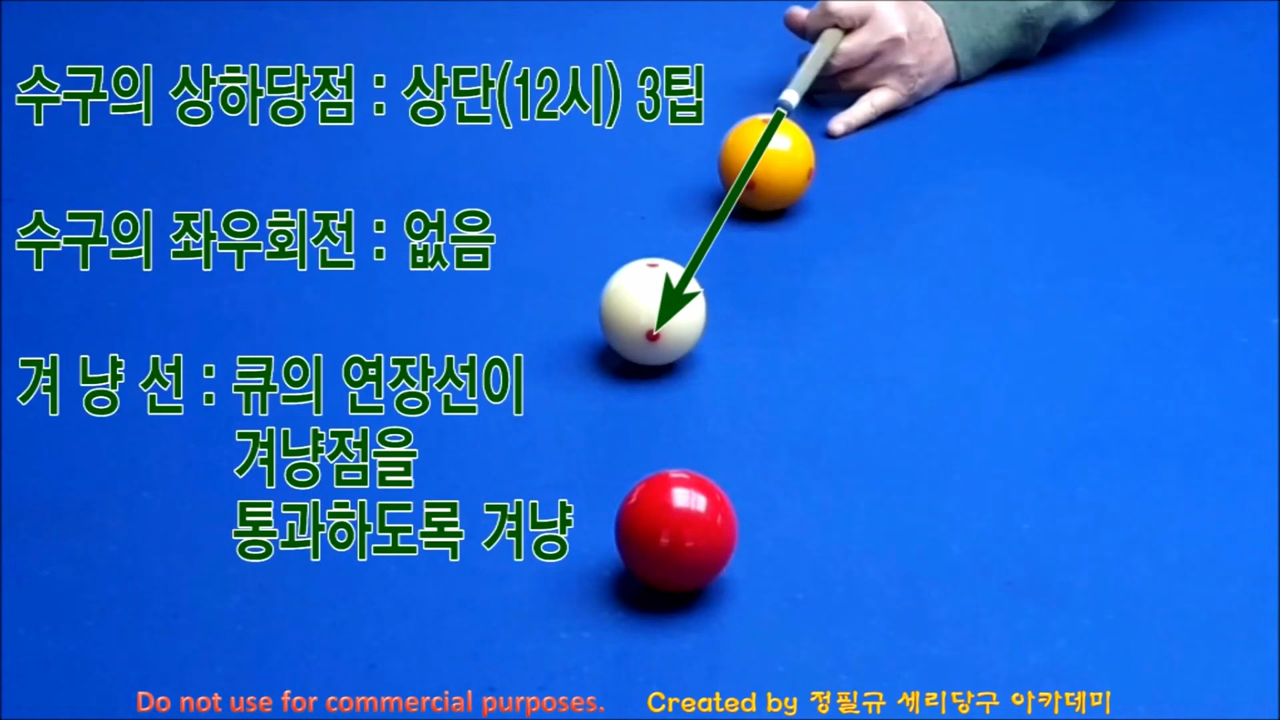 수구의 상하당점 : 상단(12시) 3팁
수구의 좌우회전 : 없음
겨 냥 선 : 큐의 연장선이
겨냥점을
통과하도록 겨냥
Do not use for commercial purposes. Created by 정필규 세리당구 아카데미